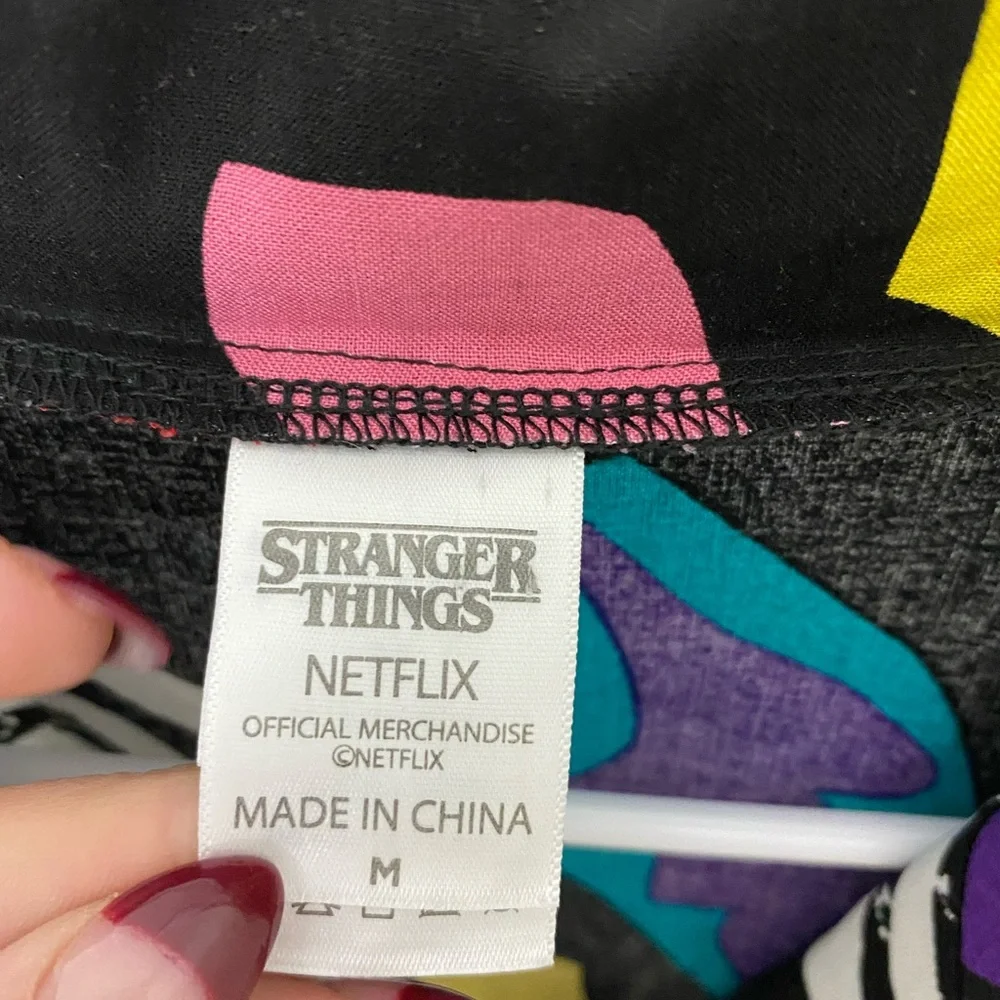 STRANGER
THINGS
NETFLIX
OFFICIAL MERCHANDISE
©NETFLIX
MADE IN CHINA
M